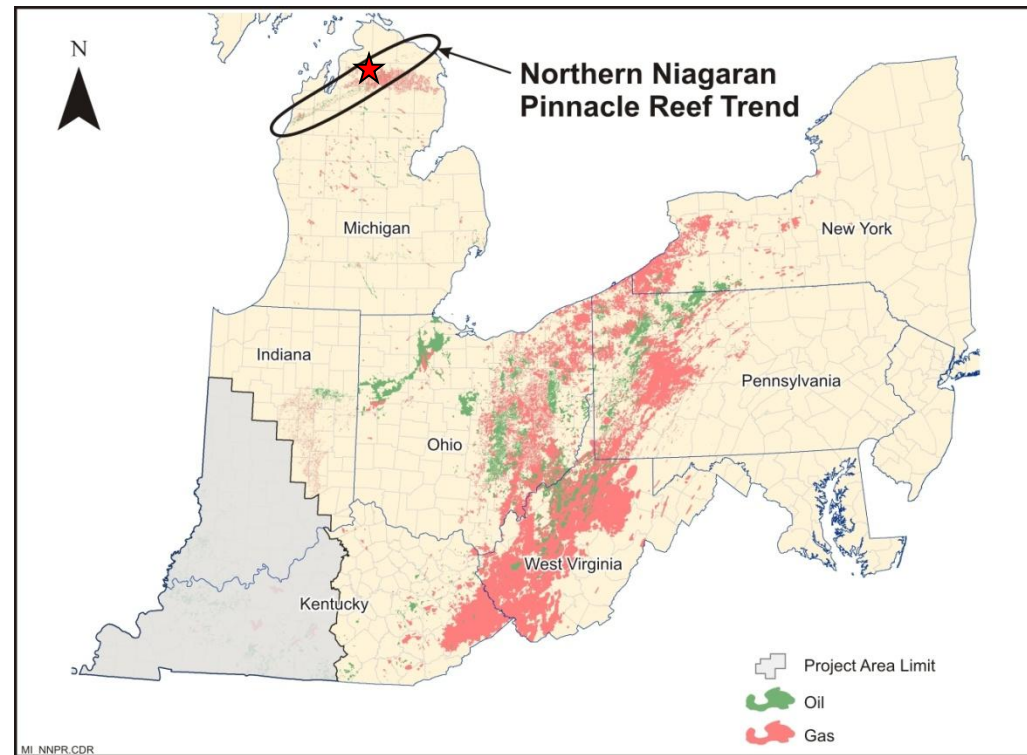 N
Northern Niagaran
Pinnacle Reef Trend
Michigan
New York
Indiana
Pennsylvania
Ohio
West Virginia
Kentucky
Project Area Limit
Oil
Gas
MI_NNPR.CDR